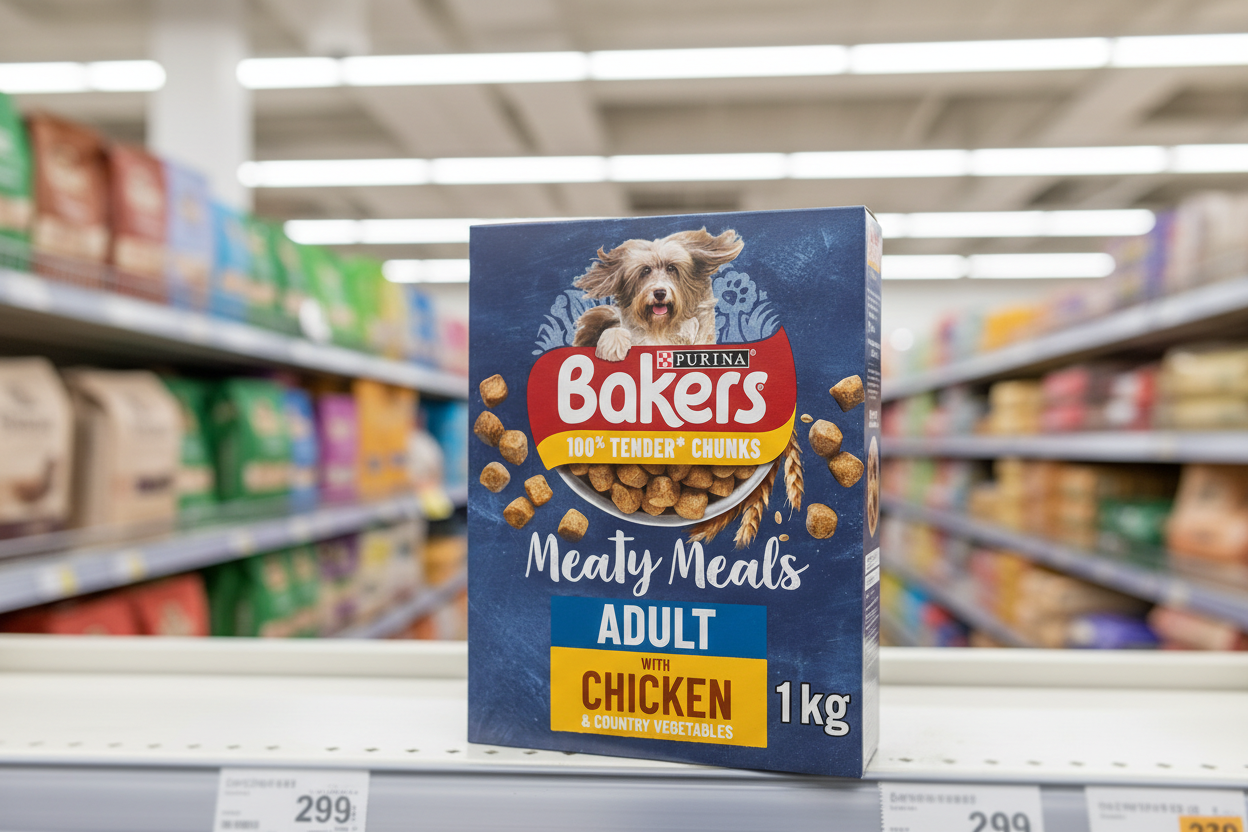 PURINA
Bakers
100% TENDER* CHUNKS
Meaty Meals
ADULT
WITH
CHICKEN
& COUNTRY VEGETABLES
1kg
299
299